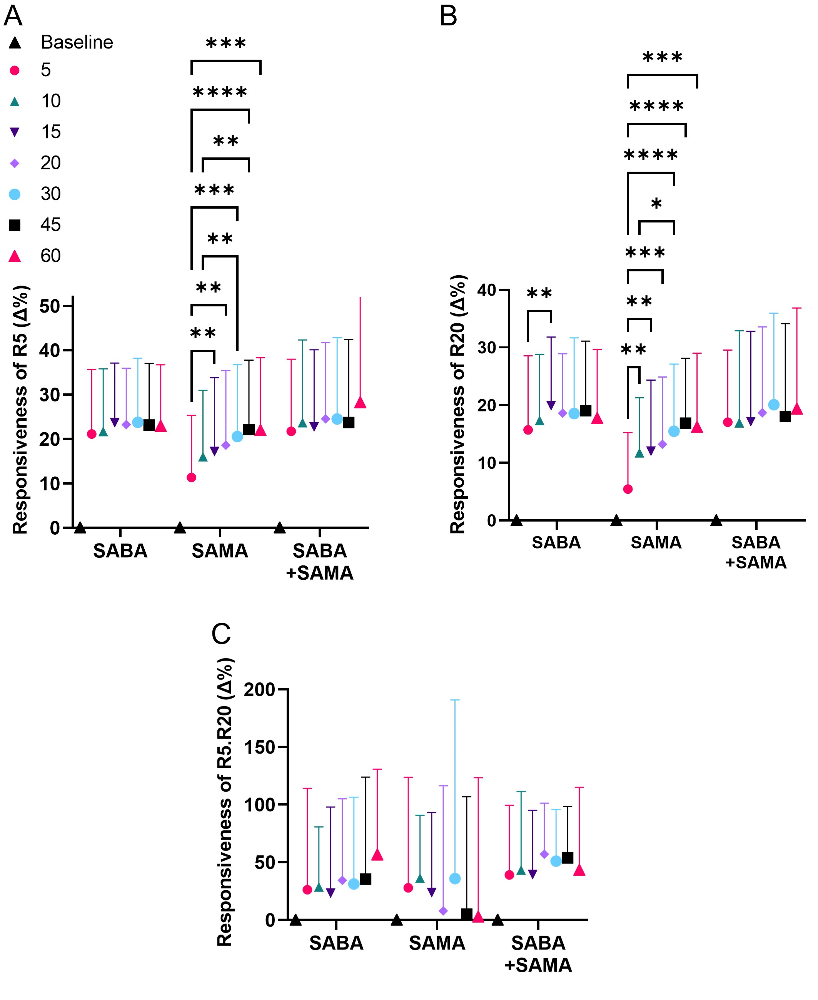 A
Baseline
5
10
15
20
30
45
60
***
****
**
***
**
**
**
Responsiveness of R5 (Δ%)
50
40
30
20
10
0
SABA
SAMA
SABA
+SAMA
B
***
****
****
*
***
**
**
**
Responsiveness of R20 (Δ%)
40
30
20
10
0
SABA
SAMA
SABA
+SAMA
C
Responsiveness of R5.R20 (Δ%)
200
150
100
50
0
SABA
SAMA
SABA
+SAMA